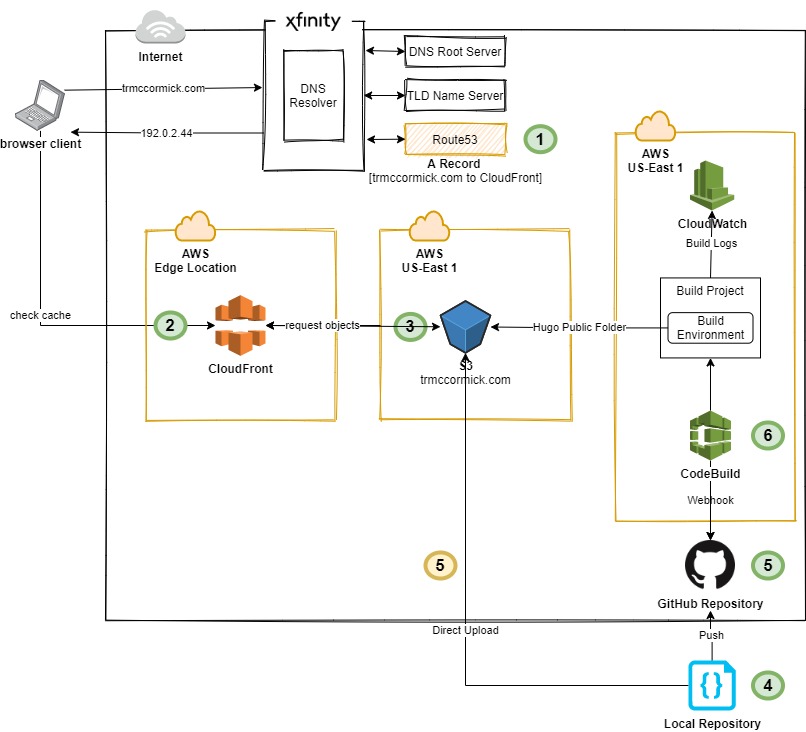 xfinity
Internet
DNS
Resolver
DNS Root Server
TLD Name Server
Route53
1
A Record
[trmccormick.com to CloudFront]
trmccormick.com
192.0.2.44
browser client
check cache
AWS
Edge Location
2
CloudFront
request objects
AWS
US-East 1
3
S3
trmccormick.com
Hugo Public Folder
AWS
US-East 1
CloudWatch
Build Logs
Build Project
Build
Environment
6
CodeBuild
Webhook
5
5
GitHub Repository
Direct Upload
Push
4
{}
Local Repository